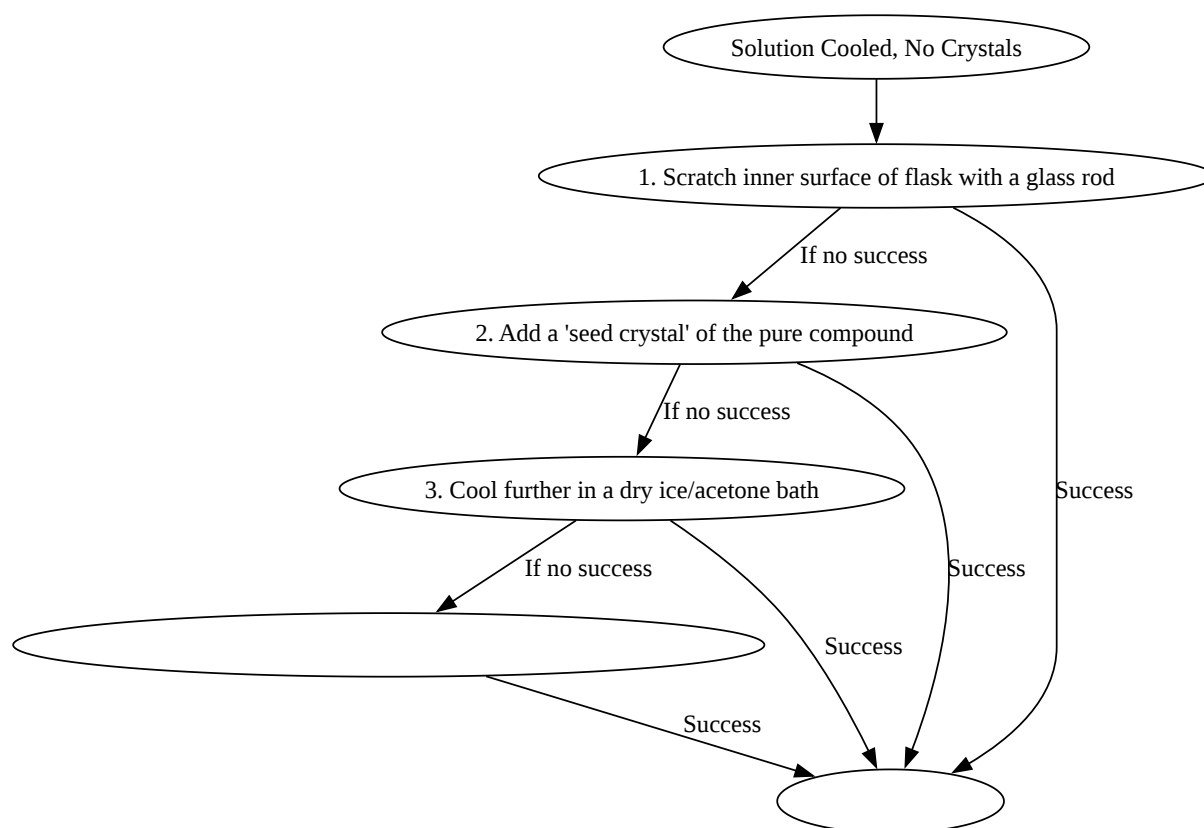 Solution Cooled, No Crystals
1. Scratch inner surface of flask with a glass rod
If no success
2. Add a 'seed crystal' of the pure compound
If no success
3. Cool further in a dry ice/acetone bath
Success
If no success
Success
Success
Success